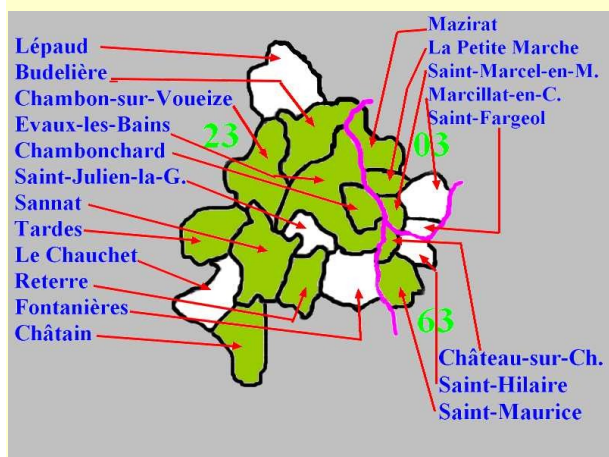 Lépaud
Budelière
Chambon-sur-Voueize
Evaux-les-Bains
Chambonchard
Saint-Julien-la-G.
Sannat
Tardes
Le Chauchet
Reterre
Fontanières
Châtain
23
Mazirat
La Petite Marche
Saint-Marcel-en-M.
Marcillat-en-C.
Saint-Fargeol
03
63
Château-sur-Ch.
Saint-Hilaire
Saint-Maurice